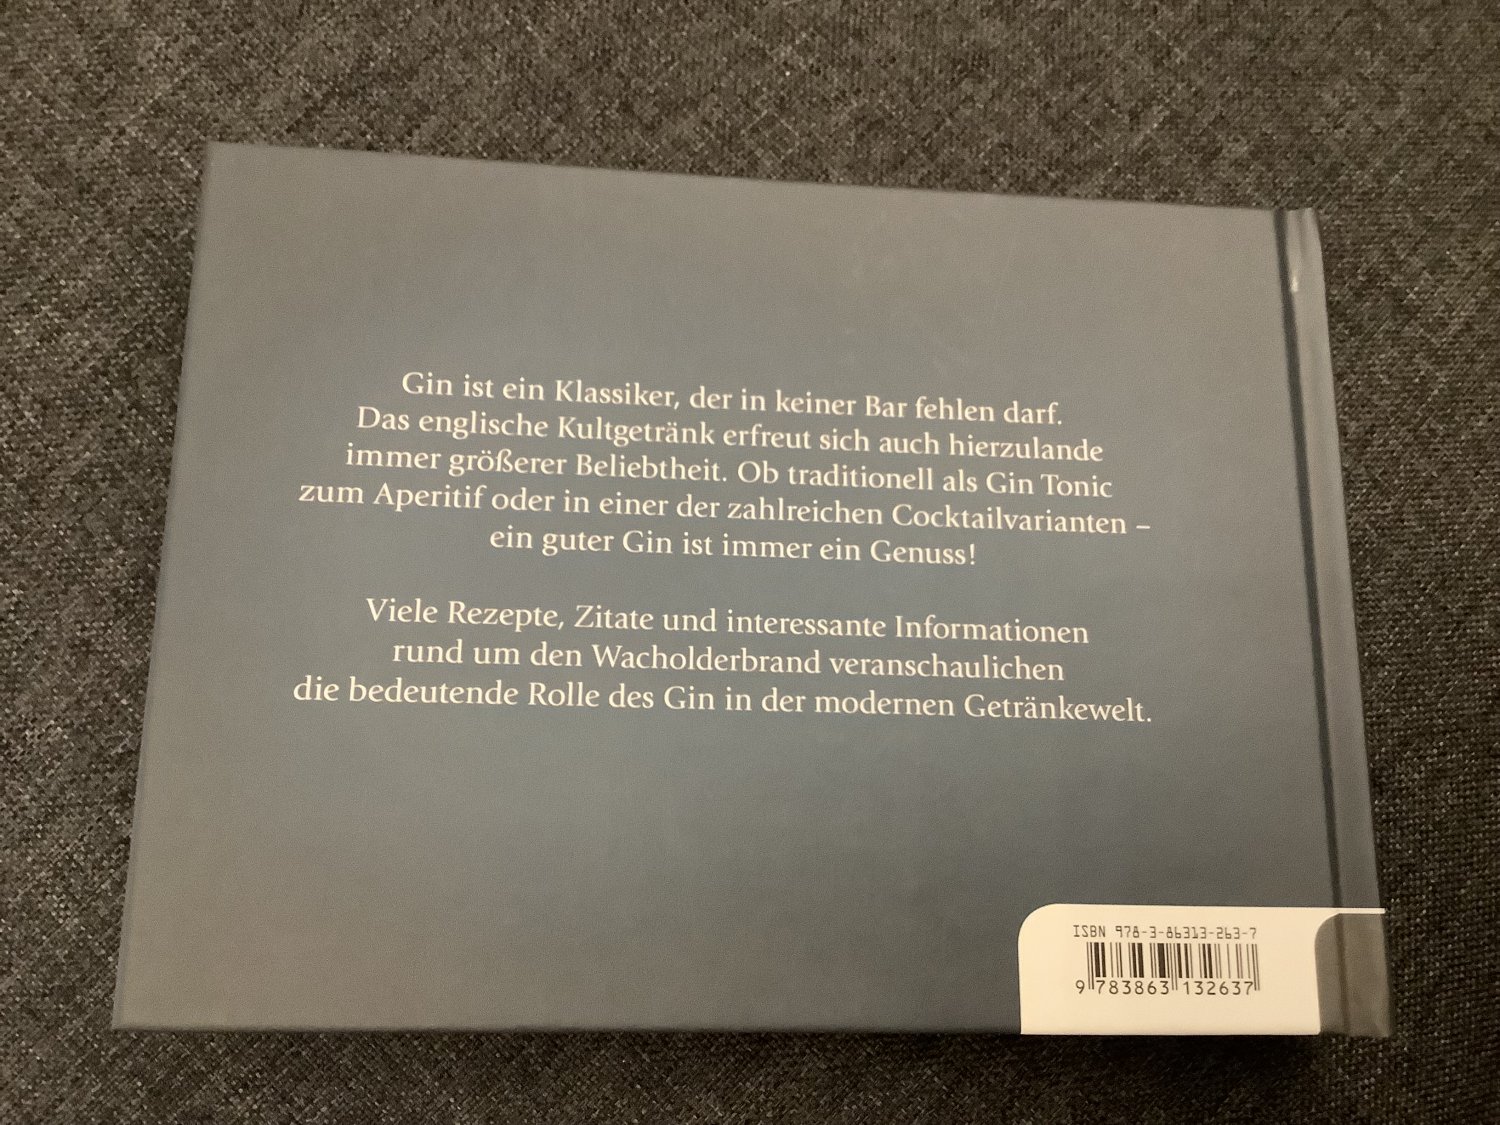 Gin ist ein Klassiker, der in keiner Bar fehlen darf.
Das englische Kultgetränk erfreut sich auch hierzulande
immer größerer Beliebtheit. Ob traditionell als Gin Tonic
zum Aperitif oder in einer der zahlreichen Cocktailvarianten –
ein guter Gin ist immer ein Genuss!
Viele Rezepte, Zitate und interessante Informationen
rund um den Wacholderbrand veranschaulichen
die bedeutende Rolle des Gin in der modernen Getränkewelt.
ISBN 978-3-86313-263-7
9 783863 132637